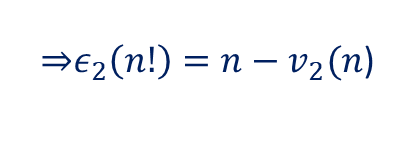 ⇒ϵ₂(n!) = n − v₂(n)